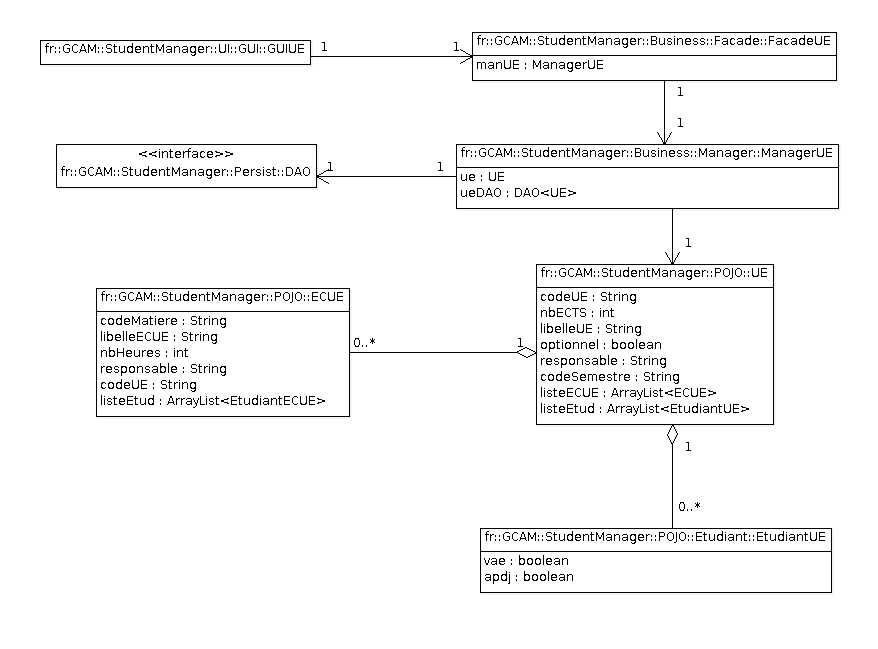 fr::GCAM::StudentManager::UI::GUI::GUIUE
1
1
fr::GCAM::StudentManager::Business::Facade::FacadeUE
manUE : ManagerUE
1
1
<<interface>>
fr::GCAM::StudentManager::Persist::DAO
1
1
fr::GCAM::StudentManager::Business::Manager::ManagerUE
ue : UE
ueDAO : DAO<UE>
1
fr::GCAM::StudentManager::POJO::ECUE
codeMatiere : String
libelleECUE : String
nbHeures : int
responsable : String
codeUE : String
listeEtud : ArrayList<EtudiantECUE>
0..*
1
fr::GCAM::StudentManager::POJO::UE
codeUE : String
nbECTS : int
libelleUE : String
optionnel : boolean
responsable : String
codeSemestre : String
listeECUE : ArrayList<ECUE>
listeEtud : ArrayList<EtudiantUE>
1
0..*
fr::GCAM::StudentManager::POJO::Etudiant::EtudiantUE
vae : boolean
apdj : boolean